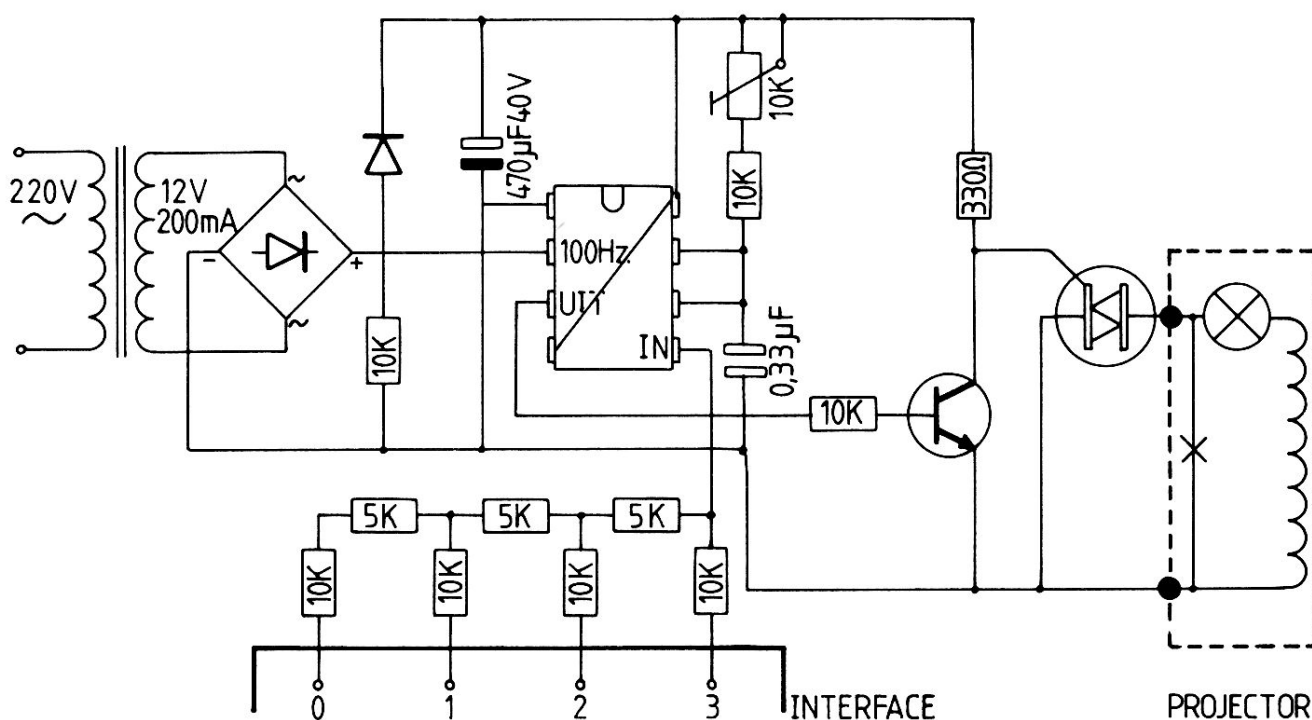 220V
~
12V
200mA
~
~
-
+
470µF40V
10K
100Hz.
UIT
IN
10K
10K
0,33µF
330Ω
10K
10K
5K
5K
5K
10K
10K
10K
10K
0
1
2
3
INTERFACE
PROJECTOR